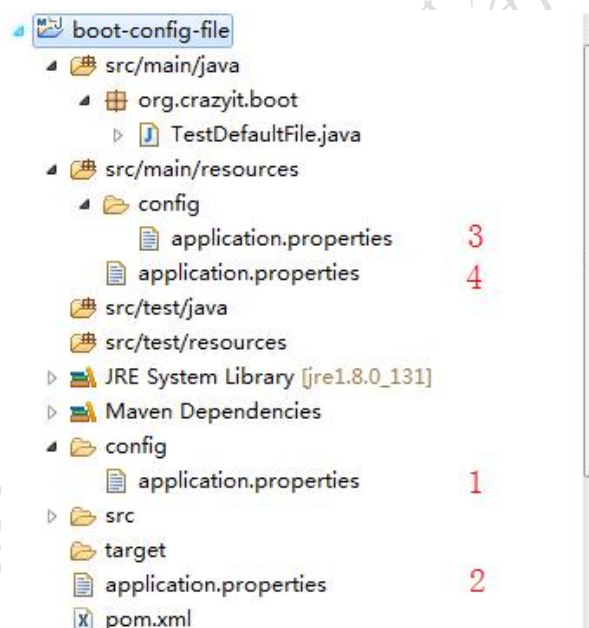 boot-config-file
src/main/java
org.crazyit.boot
TestDefaultFile.java
src/main/resources
config
application.properties 3
application.properties 4
src/test/java
src/test/resources
JRE System Library [jre1.8.0_131]
Maven Dependencies
config
application.properties 1
src
target
application.properties 2
pom.xml